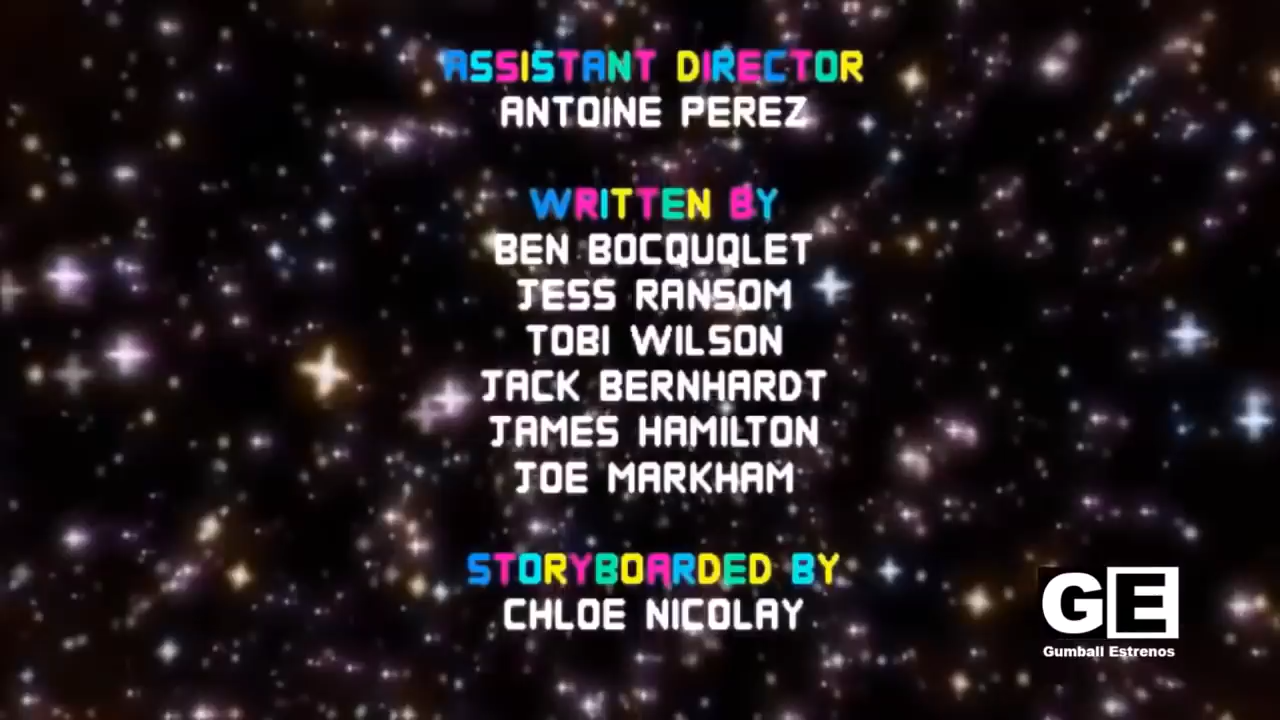 ASSISTANT DIRECTOR
ANTOINE PEREZ
WRITTEN BY
BEN BOCQUQLET
JESS RANSOM
TOBI WILSON
JACK BERNHARDT
JAMES HAMILTON
JOE MARKHAM
STORYBOARDED BY
CHLOE NICOLAY
GE
Gumball Estrenos